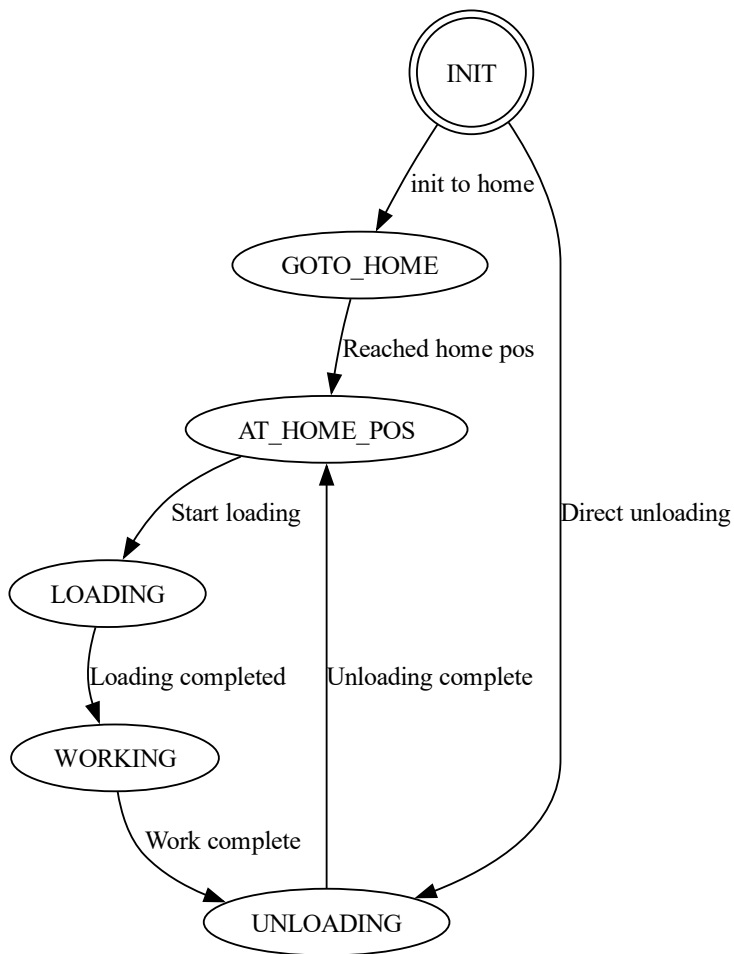 INIT
init to home
GOTO_HOME
Reached home pos
AT_HOME_POS
Start loading
Direct unloading
LOADING
Loading completed
Unloading complete
WORKING
Work complete
UNLOADING